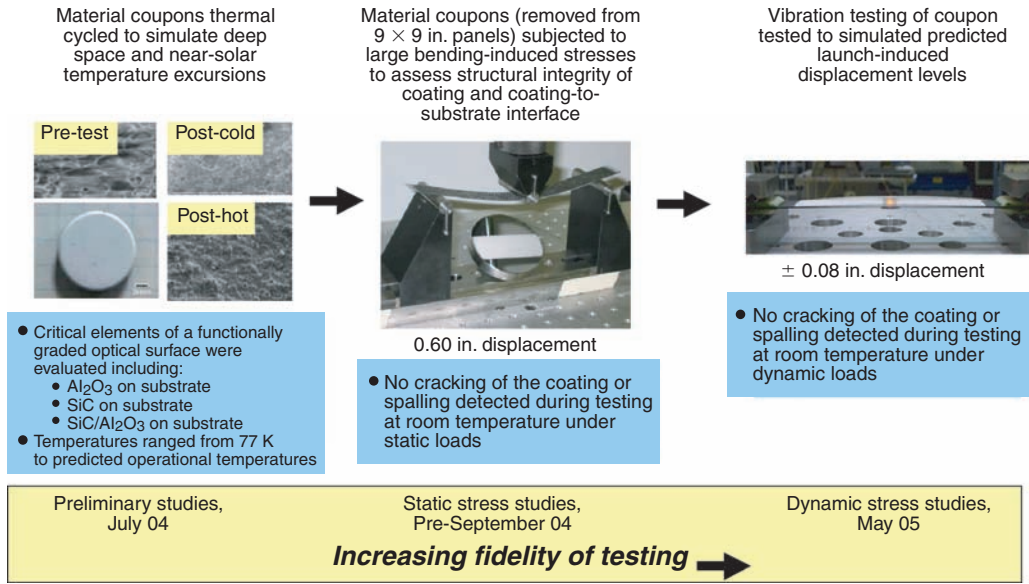 Material coupons thermal
cycled to simulate deep
space and near-solar
temperature excursions
Pre-test
Post-cold
Post-hot
● Critical elements of a functionally
graded optical surface were
evaluated including:
● Al2O3 on substrate
● SiC on substrate
● SiC/Al2O3 on substrate
● Temperatures ranged from 77 K
to predicted operational temperatures
Material coupons (removed from
9 × 9 in. panels) subjected to
large bending-induced stresses
to assess structural integrity of
coating and coating-to-
substrate interface
0.60 in. displacement
● No cracking of the coating or
spalling detected during testing
at room temperature under
static loads
Vibration testing of coupon
tested to simulated predicted
launch-induced
displacement levels
± 0.08 in. displacement
● No cracking of the coating or
spalling detected during testing
at room temperature under
dynamic loads
Preliminary studies,
July 04
Static stress studies,
Pre-September 04
Dynamic stress studies,
May 05
Increasing fidelity of testing